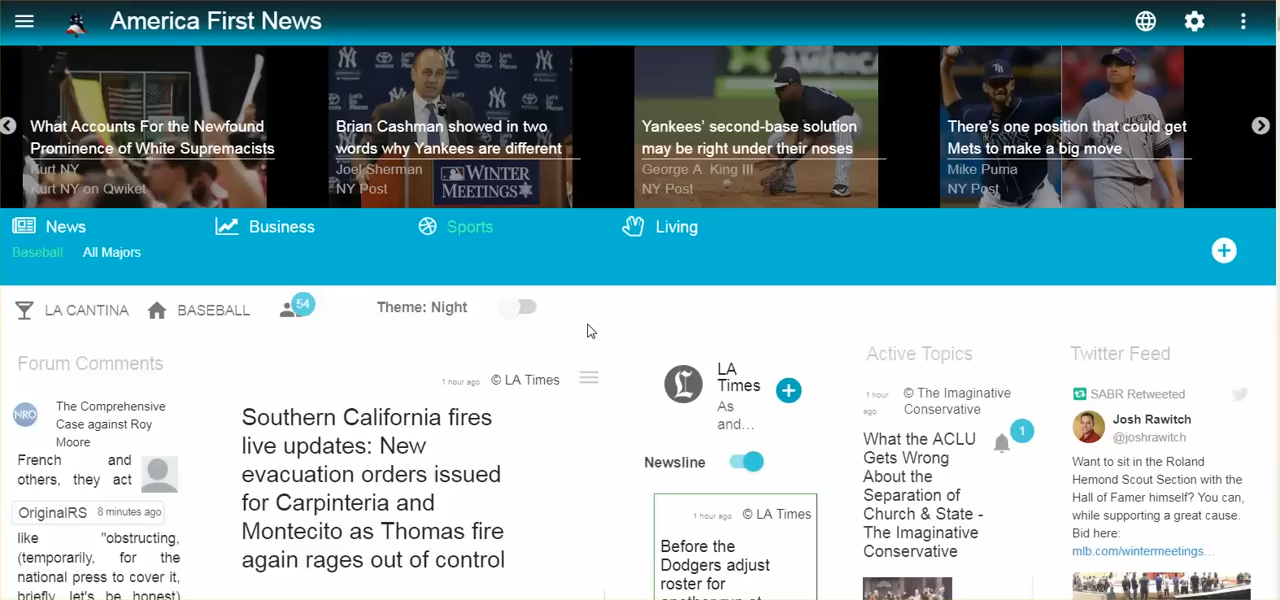 America First News
What Accounts For the Newfound
Prominence of White Supremacists
Kurt NY
Kurt NY on Qwiket
Brian Cashman showed in two
words why Yankees are different
Joel Sherman
NY Post
WINTER
MEETINGS
Yankees’ second-base solution
may be right under their noses
George A. King III
NY Post
There’s one position that could get
Mets to make a big move
Mike Puma
NY Post
News
Business
Sports
Living
Baseball
All Majors
LA CANTINA
BASEBALL
54
Theme: Night
Forum Comments
NRO
The Comprehensive
Case against Roy
Moore
French and
others, they act
OriginalRS 8 minutes ago
like "obstructing,
(temporarily, for the
national press to cover it,
briefly, let's be honest)
1 hour ago © LA Times
Southern California fires
live updates: New
evacuation orders issued
for Carpinteria and
Montecito as Thomas fire
again rages out of control
LA
Times
As
and...
Newsline
1 hour ago © LA Times
Before the
Dodgers adjust
roster for
another run at
Active Topics
1 hour
ago
© The Imaginative
Conservative
What the ACLU
Gets Wrong
About the
Separation of
Church & State -
The Imaginative
Conservative
1
Twitter Feed
SABR Retweeted
Josh Rawitch
@joshrawitch
Want to sit in the Roland
Hemond Scout Section with the
Hall of Famer himself? You can,
while supporting a great cause.
Bid here:
mlb.com/wintermeetings...